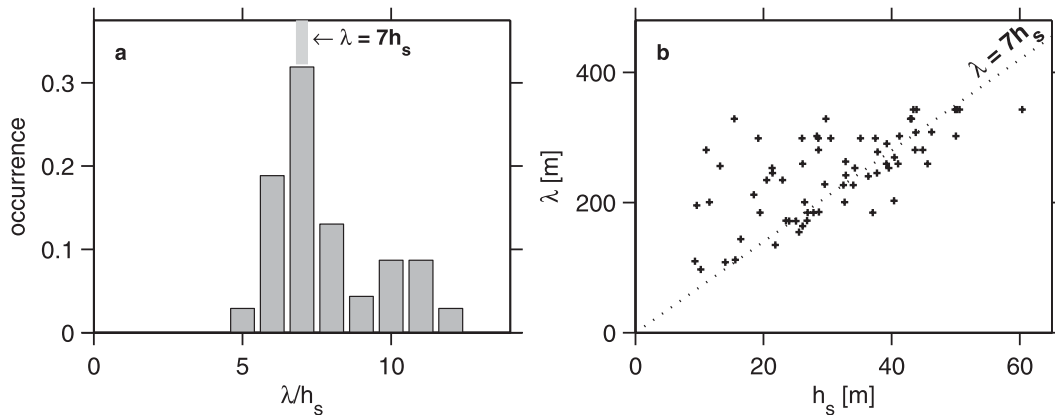 a
← λ = 7hₛ
occurrence
0.3
0.2
0.1
0
0
5
10
λ/hₛ
b
λ = 7hₛ
λ [m]
400
200
0
0
20
40
60
hₛ [m]